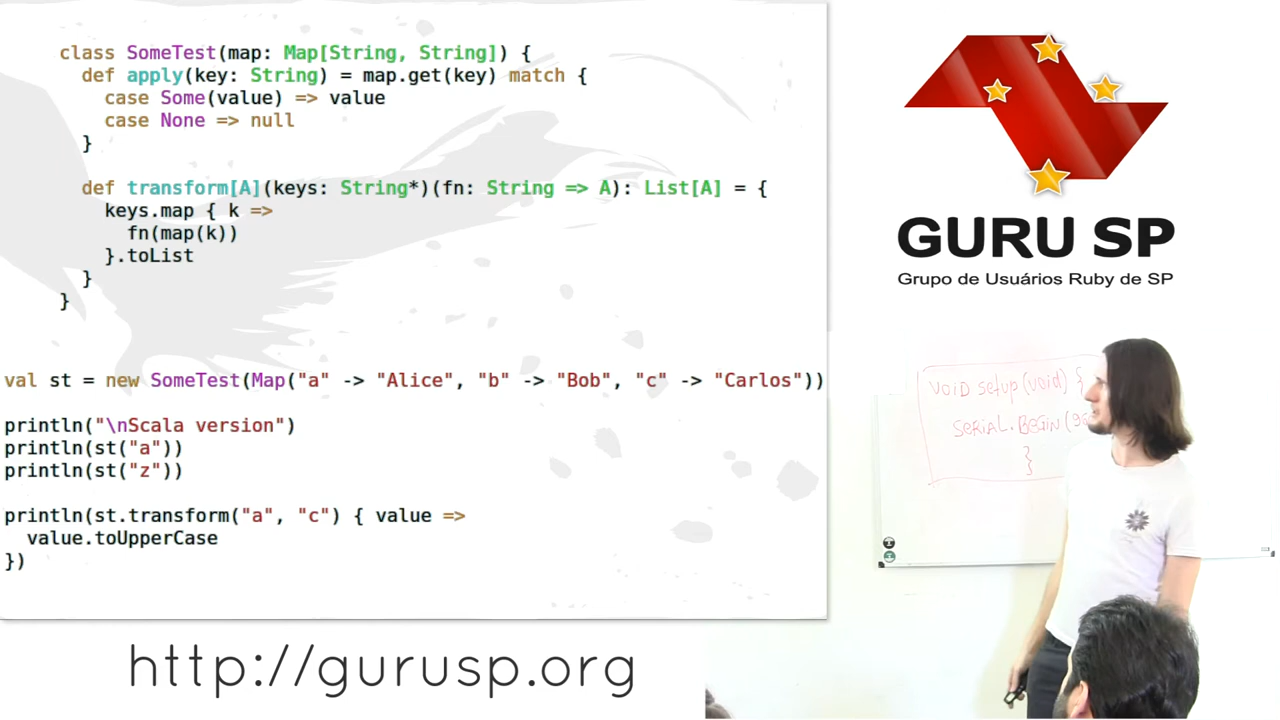 class SomeTest(map: Map[String, String]) {
  def apply(key: String) = map.get(key) match {
    case Some(value) => value
    case None => null
  }

  def transform[A](keys: String*)(fn: String => A): List[A] = {
    keys.map { k =>
      fn(map(k))
    }.toList
  }
}

val st = new SomeTest(Map("a" -> "Alice", "b" -> "Bob", "c" -> "Carlos"))

println("\nScala version")
println(st("a"))
println(st("z"))

println(st.transform("a", "c") { value =>
  value.toUpperCase
})
GURU SP
Grupo de Usuários Ruby de SP
void setup (void) {
SERIAL.BEGIN (
}
http://gurusp.org